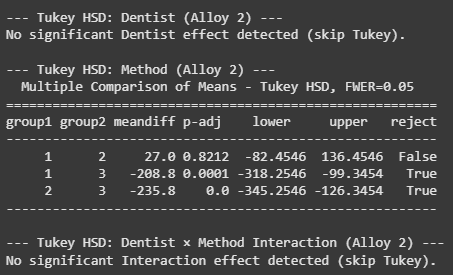 --- Tukey HSD: Dentist (Alloy 2) ---
No significant Dentist effect detected (skip Tukey).
--- Tukey HSD: Method (Alloy 2) ---
Multiple Comparison of Means - Tukey HSD, FWER=0.05
=======================================================
group1 group2 meandiff p-adj lower upper reject
-------------------------------------------------------
1 2 27.0 0.8212 -82.4546 136.4546 False
1 3 -208.8 0.0001 -318.2546 -99.3454 True
2 3 -235.8 0.0 -345.2546 -126.3454 True
-------------------------------------------------------
--- Tukey HSD: Dentist × Method Interaction (Alloy 2) ---
No significant Interaction effect detected (skip Tukey).